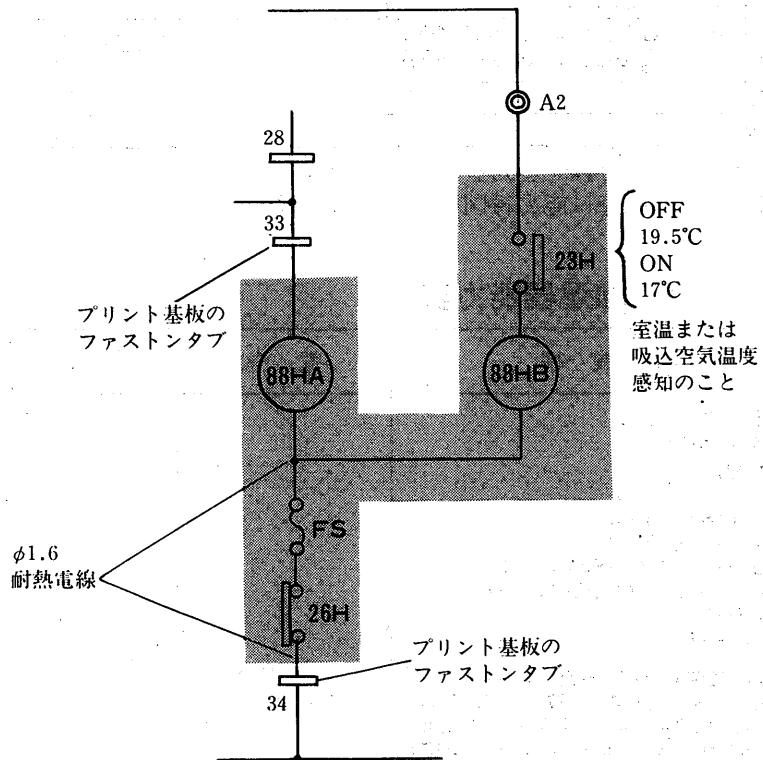 A2
28
33
プリント基板の
ファストンタブ
OFF
19.5℃
ON
17℃
23H
室温または
吸込空気温度
感知のこと
88HA
88HB
FS
φ1.6
耐熱電線
26H
プリント基板の
ファストンタブ
34